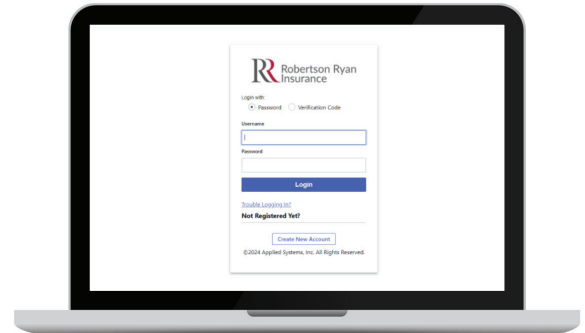 RR Robertson Ryan
Insurance
Login with:
Password Verification Code
Username
Password
Login
Trouble Logging In?
Not Registered Yet?
Create New Account
©2024 Applied Systems, Inc. All Rights Reserved.